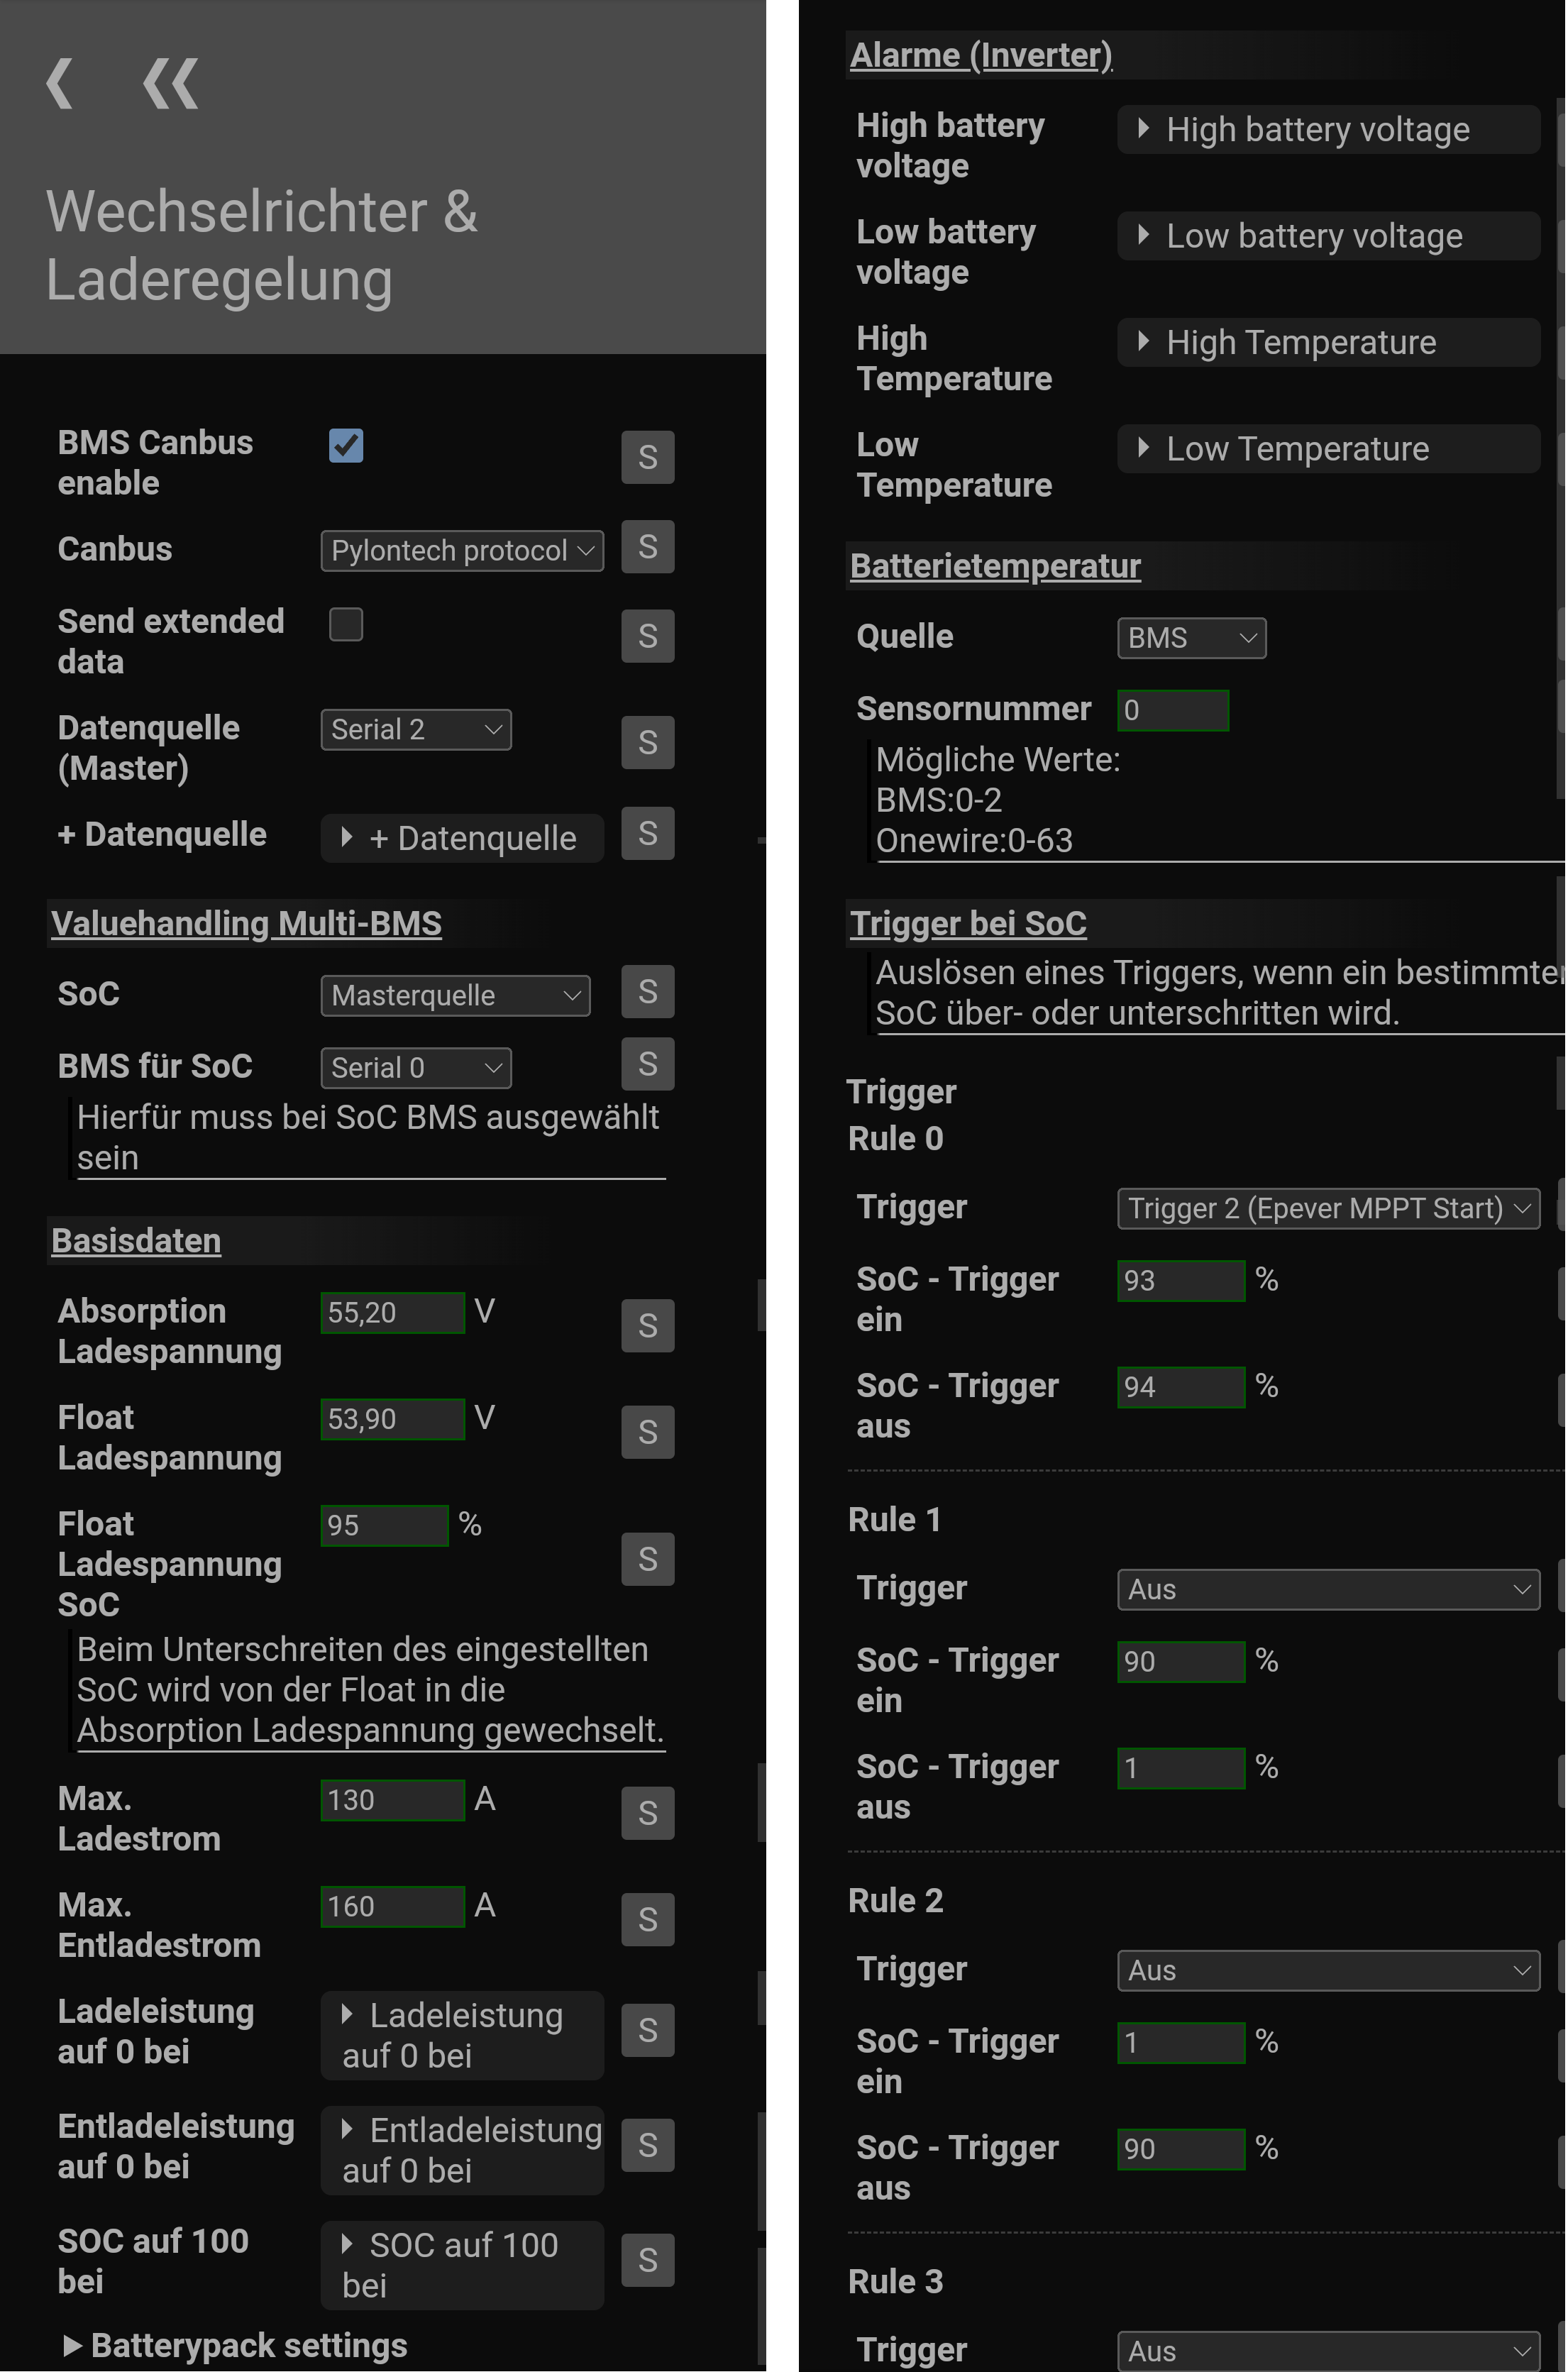 Wechselrichter &
Laderegelung
BMS Canbus
enable
S
Canbus
Pylontech protocol
S
Send extended
data
S
Datenquelle
(Master)
Serial 2
S
+ Datenquelle
+ Datenquelle
S
Valuehandling Multi-BMS
SoC
Masterquelle
S
BMS für SoC
Serial 0
S
Hierfür muss bei SoC BMS ausgewählt
sein
Basisdaten
Absorption
Ladespannung
55,20 V
S
Float
Ladespannung
53,90 V
S
Float
Ladespannung
SoC
95 %
S
Beim Unterschreiten des eingestellten
SoC wird von der Float in die
Absorption Ladespannung gewechselt.
Max.
Ladestrom
130 A
S
Max.
Entladestrom
160 A
S
Ladeleistung
auf 0 bei
Ladeleistung
auf 0 bei
S
Entladeleistung
auf 0 bei
Entladeleistung
auf 0 bei
S
SOC auf 100
bei
SOC auf 100
bei
S
Batterypack settings
Alarme (Inverter)
High battery
voltage
High battery voltage
Low battery
voltage
Low battery voltage
High
Temperature
High Temperature
Low
Temperature
Low Temperature
Batterietemperatur
Quelle
BMS
Sensornummer
0
Mögliche Werte:
BMS:0-2
Onewire:0-63
Trigger bei SoC
Auslösen eines Triggers, wenn ein bestimmter
SoC über- oder unterschritten wird.
Trigger
Rule 0
Trigger
Trigger 2 (Epever MPPT Start)
SoC - Trigger
ein
93 %
SoC - Trigger
aus
94 %
Rule 1
Trigger
Aus
SoC - Trigger
ein
90 %
SoC - Trigger
aus
1 %
Rule 2
Trigger
Aus
SoC - Trigger
ein
1 %
SoC - Trigger
aus
90 %
Rule 3
Trigger
Aus